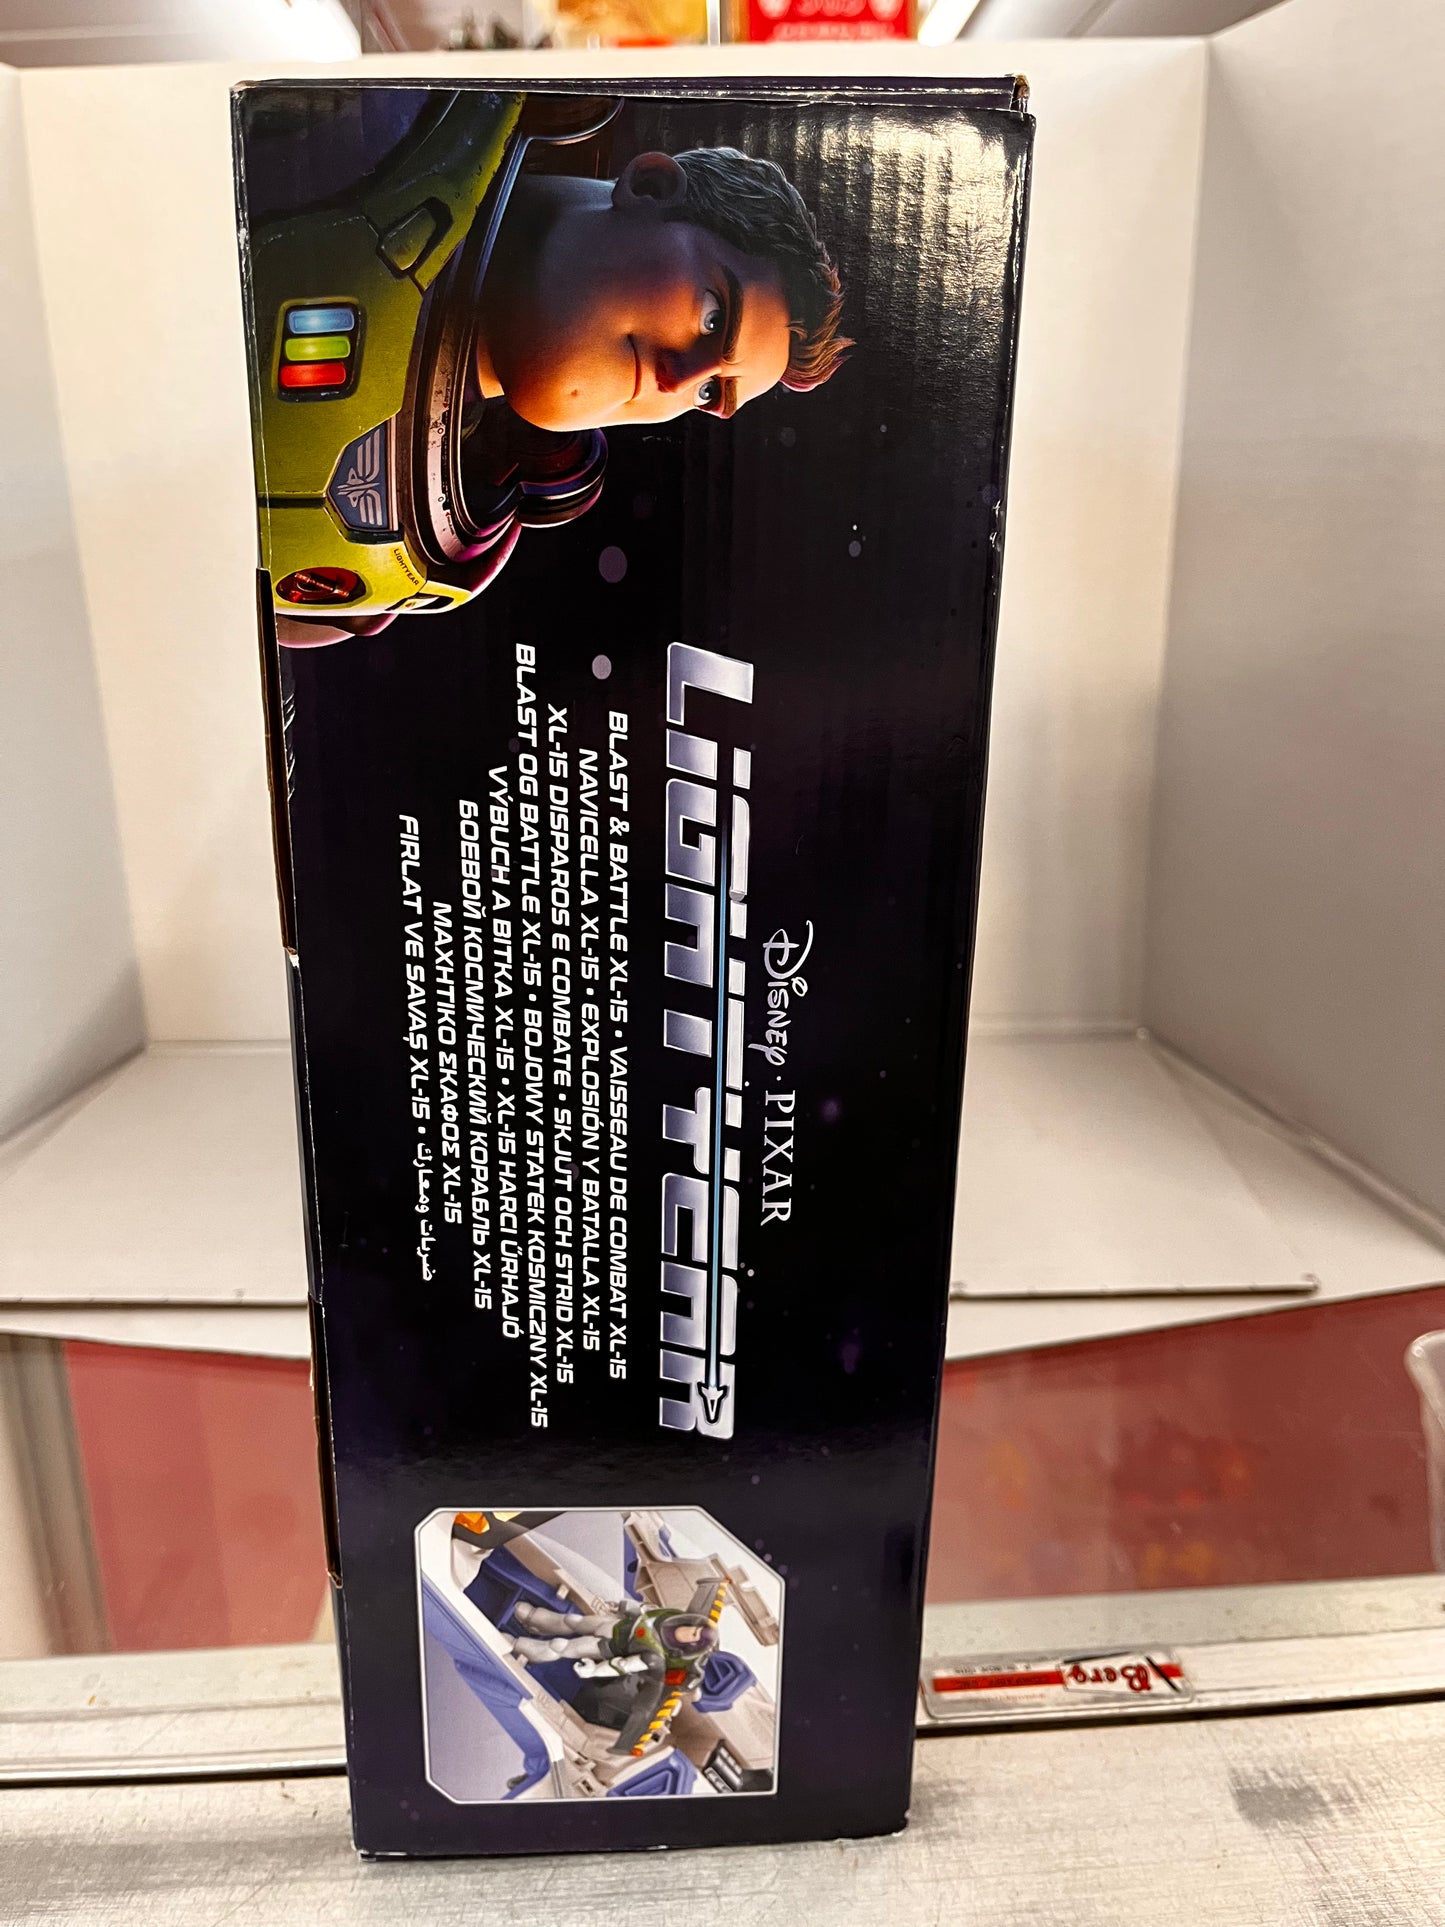 Disney · PIXAR
LIGHTYEAR
BLAST & BATTLE XL-15 • VAISSEAU DE COMBAT XL-15
NAVICELLA XL-15 • EXPLOSIÓN Y BATALLA XL-15
XL-15 DISPAROS E COMBATE • SKJUT OCH STRID XL-15
BLAST OG BATTLE XL-15 • BOJOWY STATEK KOSMICZNY XL-15
VÝBUCH A BITKA XL-15 • XL-15 HARCI ŰRHAJÓ
БОЕВОЙ КОСМИЧЕСКИЙ КОРАБЛЬ XL-15
ΜΑΧΗΤΙΚΟ ΣΚΑΦΟΣ XL-15
FIRLAT VE SAVAŞ XL-15 • ضربات ومعارك
LIGHTYEAR
Berg